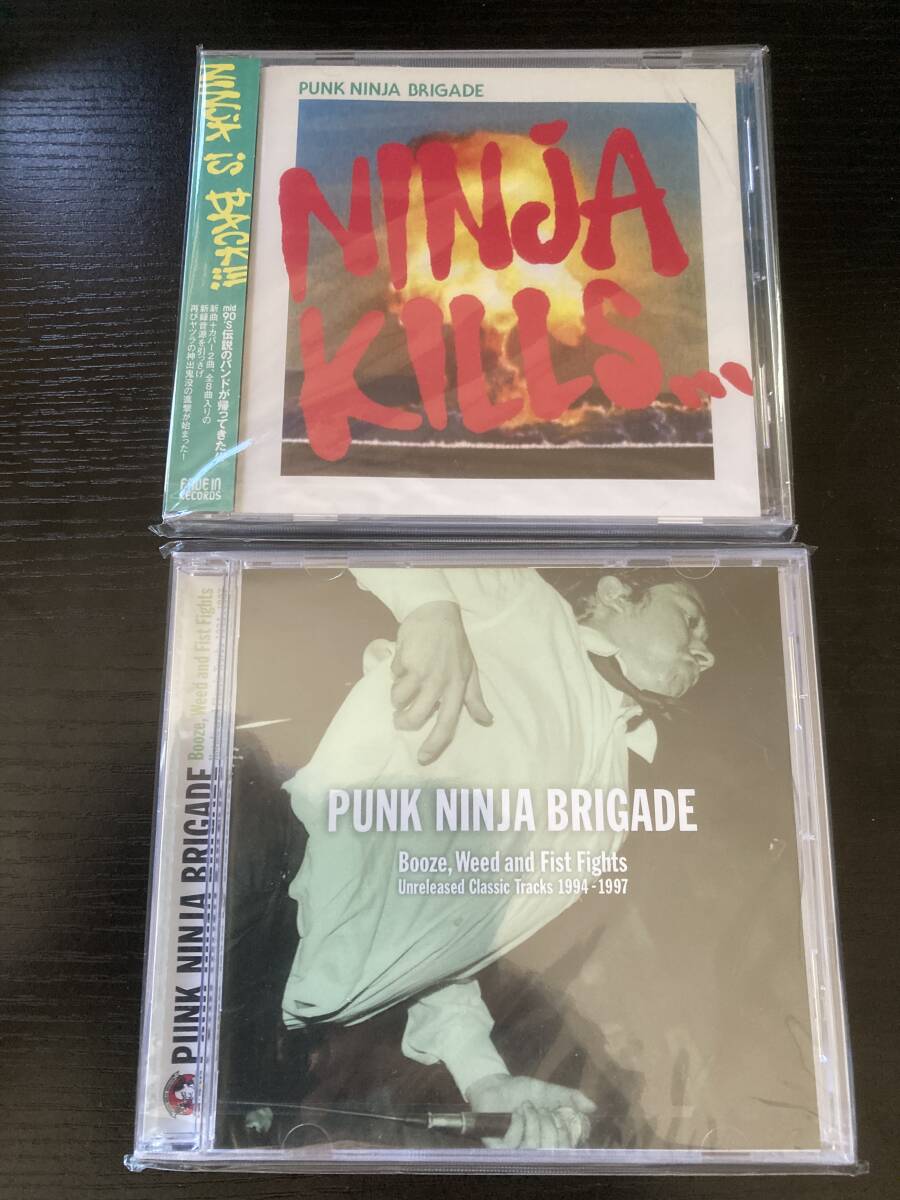 NINJA iS BACK!!!
mid 90'S伝説のバンドが帰ってきた!!
新曲+カバー2曲、全8曲入りの
新録音源を引っさげ
再びヤツラの神出鬼没の進撃が始まった!
FADE IN
RECORDS
PUNK NINJA BRIGADE
NINJA
KILLS...
PUNK NINJA BRIGADE
Booze, Weed and Fist Fights
PUNK NINJA BRIGADE
Booze, Weed and Fist Fights
Unreleased Classic Tracks 1994-1997